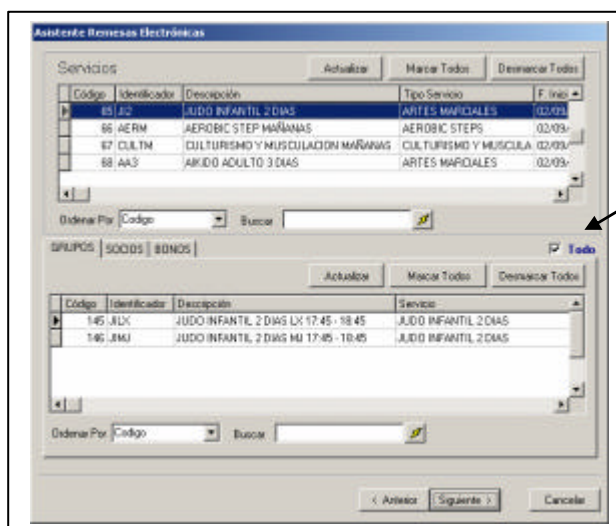 Asistente Remesas Electrónicas
Servicios
Actualizar Marcar Todos Desmarcar Todos
Código Identificador Descripción Tipo Servicio F. Inici
65 JI2 JUDO INFANTIL 2 DIAS ARTES MARCIALES 02/09/
66 AERM AEROBIC STEP MAÑANAS AEROBIC STEPS 02/09/
67 CULTM CULTURISMO Y MUSCULACION MAÑANAS CULTURISMO Y MUSCULA 02/09/
68 AA3 AIKIDO ADULTO 3 DIAS ARTES MARCIALES 02/09/
Ordenar Por Codigo Buscar
GRUPOS SOCIOS BONOS Todo
Actualizar Marcar Todos Desmarcar Todos
Código Identificador Descripción Servicio
145 JILX JUDO INFANTIL 2 DIAS LX 17:45 - 18:45 JUDO INFANTIL 2 DIAS
146 JIMJ JUDO INFANTIL 2 DIAS MJ 17:45 - 18:45 JUDO INFANTIL 2 DIAS
Ordenar Por Codigo Buscar
< Anterior Siguiente > Cancelar